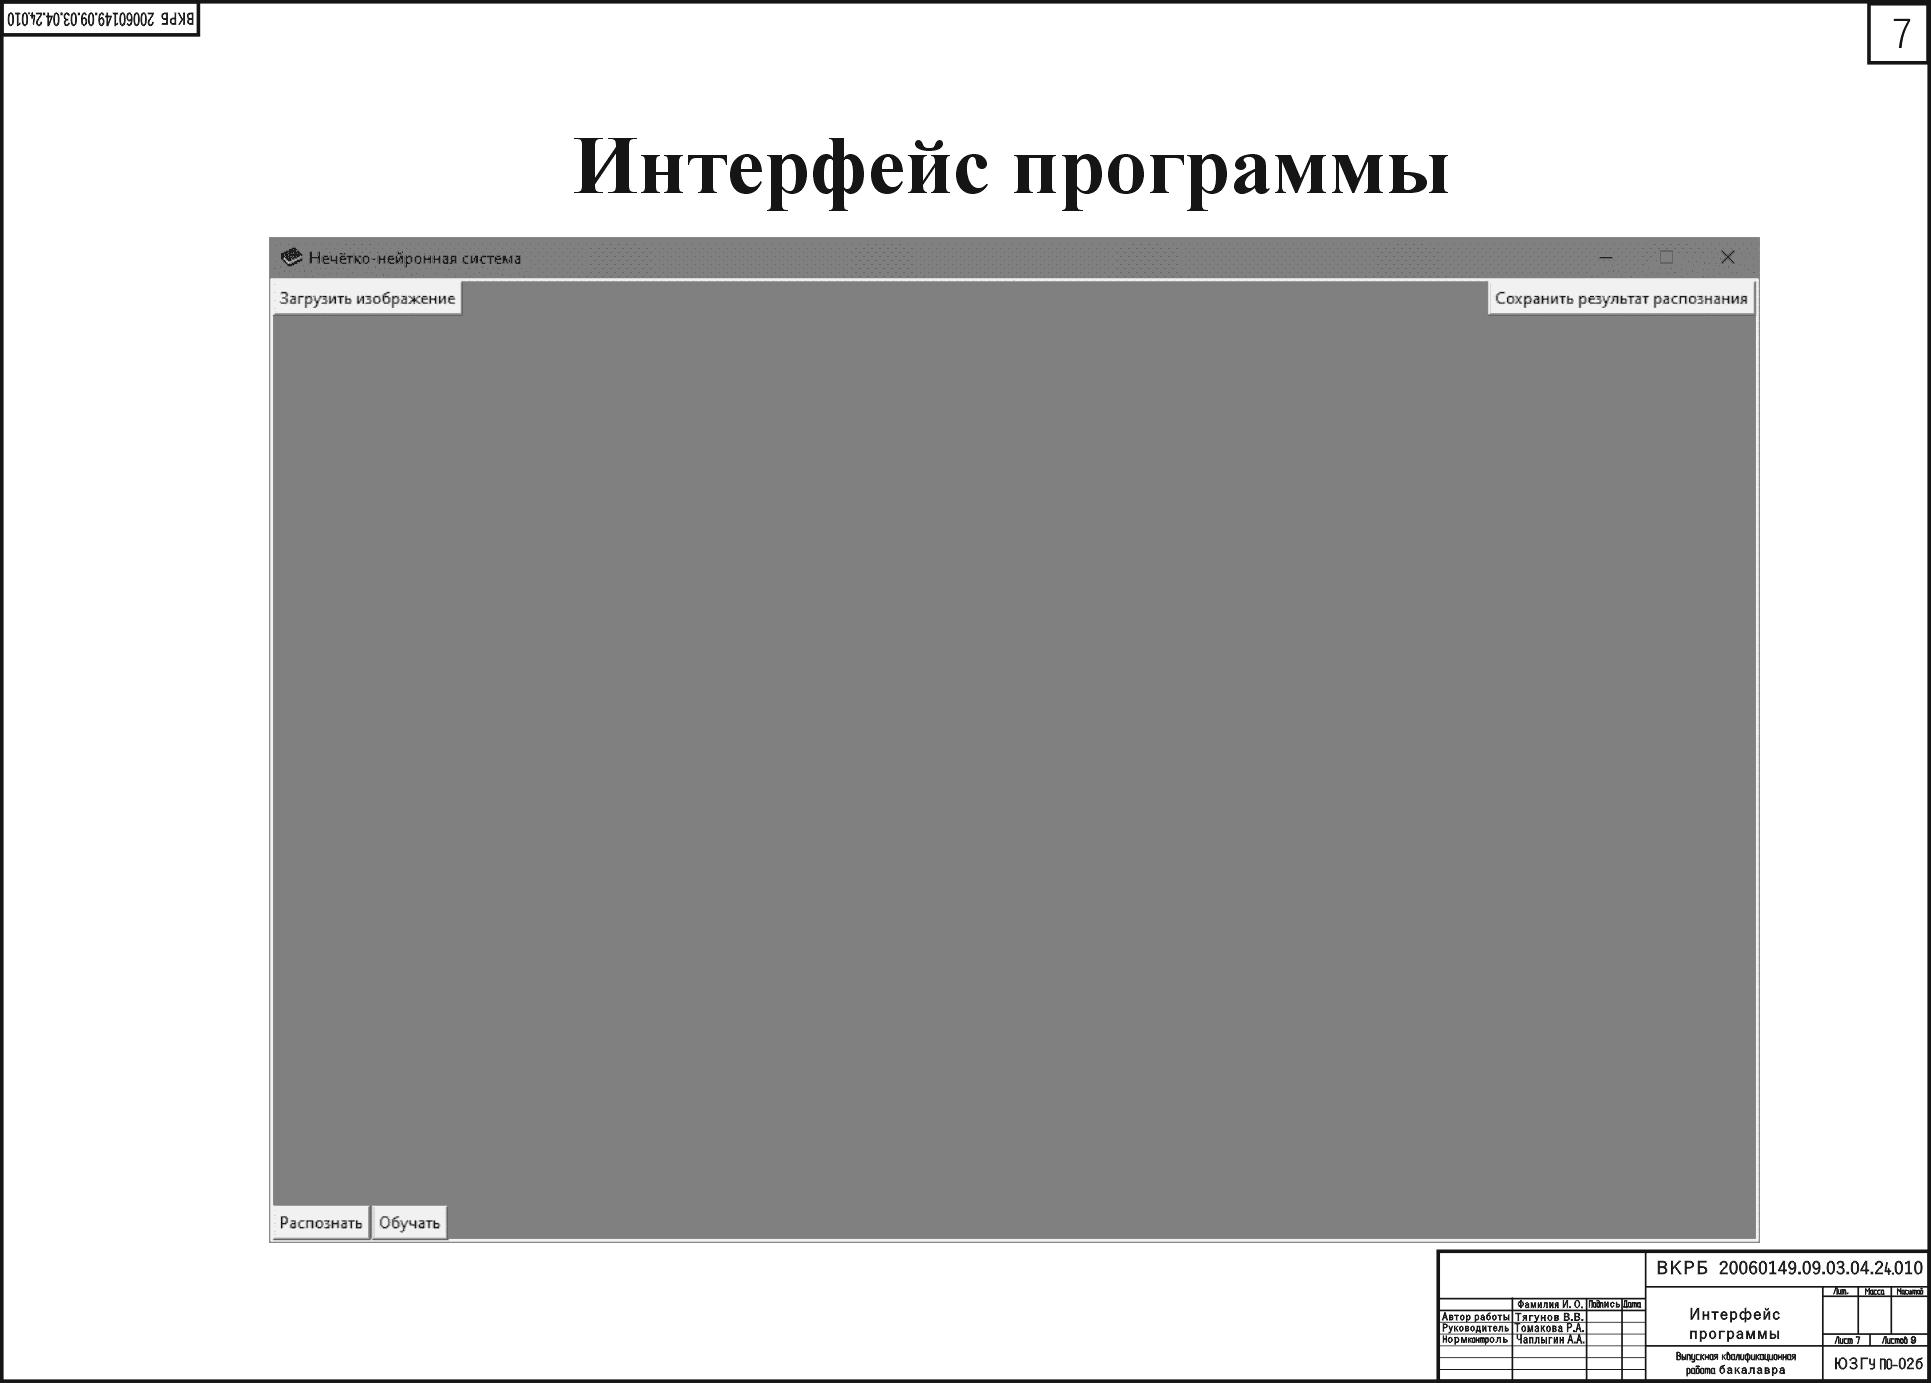 ВКРБ 20060149.09.03.04.24.010
7
Интерфейс программы
Нечётко-нейронная система
Загрузить изображение
Сохранить результат распознания
Распознать
Обучать
ВКРБ 20060149.09.03.04.24.010
Лит. Масса Масштаб
Фамилия И. О. Подпись Дата
Автор работы Тягунов В.В.
Руководитель Томакова Р.А.
Нормконтроль Чаплыгин А.А.
Интерфейс
программы
Лист 7 Листов 9
Выпускная квалификационная
работа бакалавра
ЮЗГУ ПО-02б